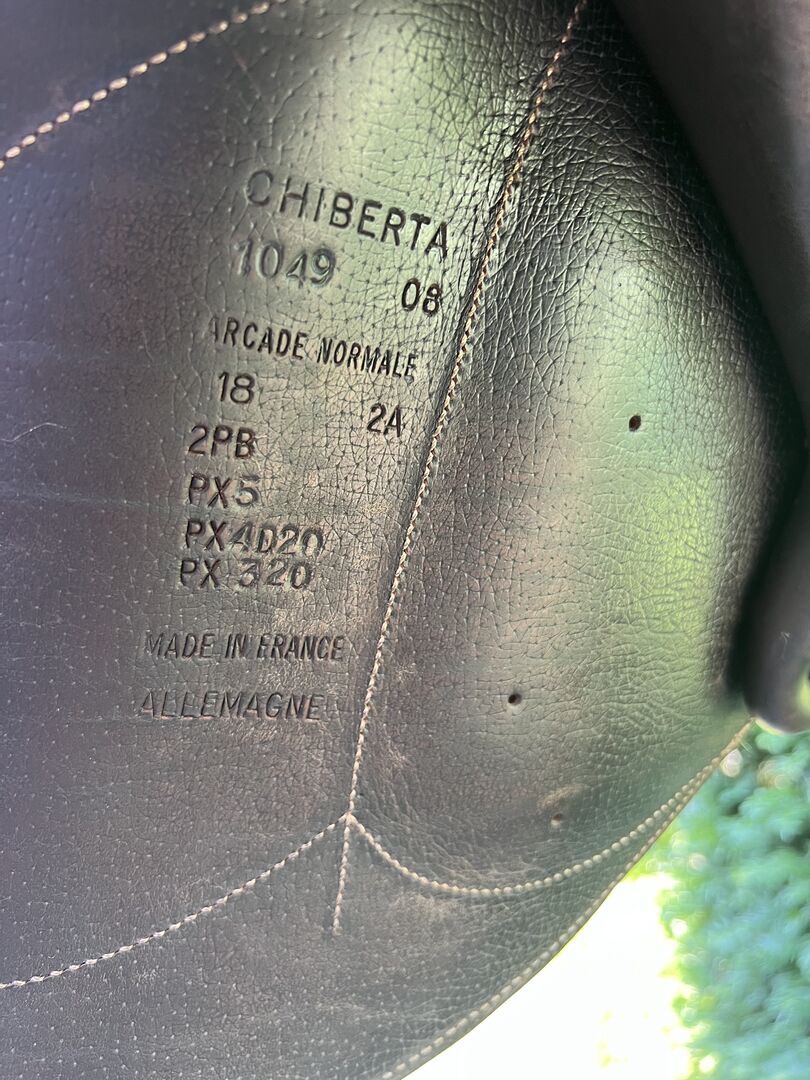 CHIBERTA
1049 08
ARCADE NORMALE
18 2A
2PB
PX5
PX4D20
PX 320
MADE IN FRANCE
ALLEMAGNE